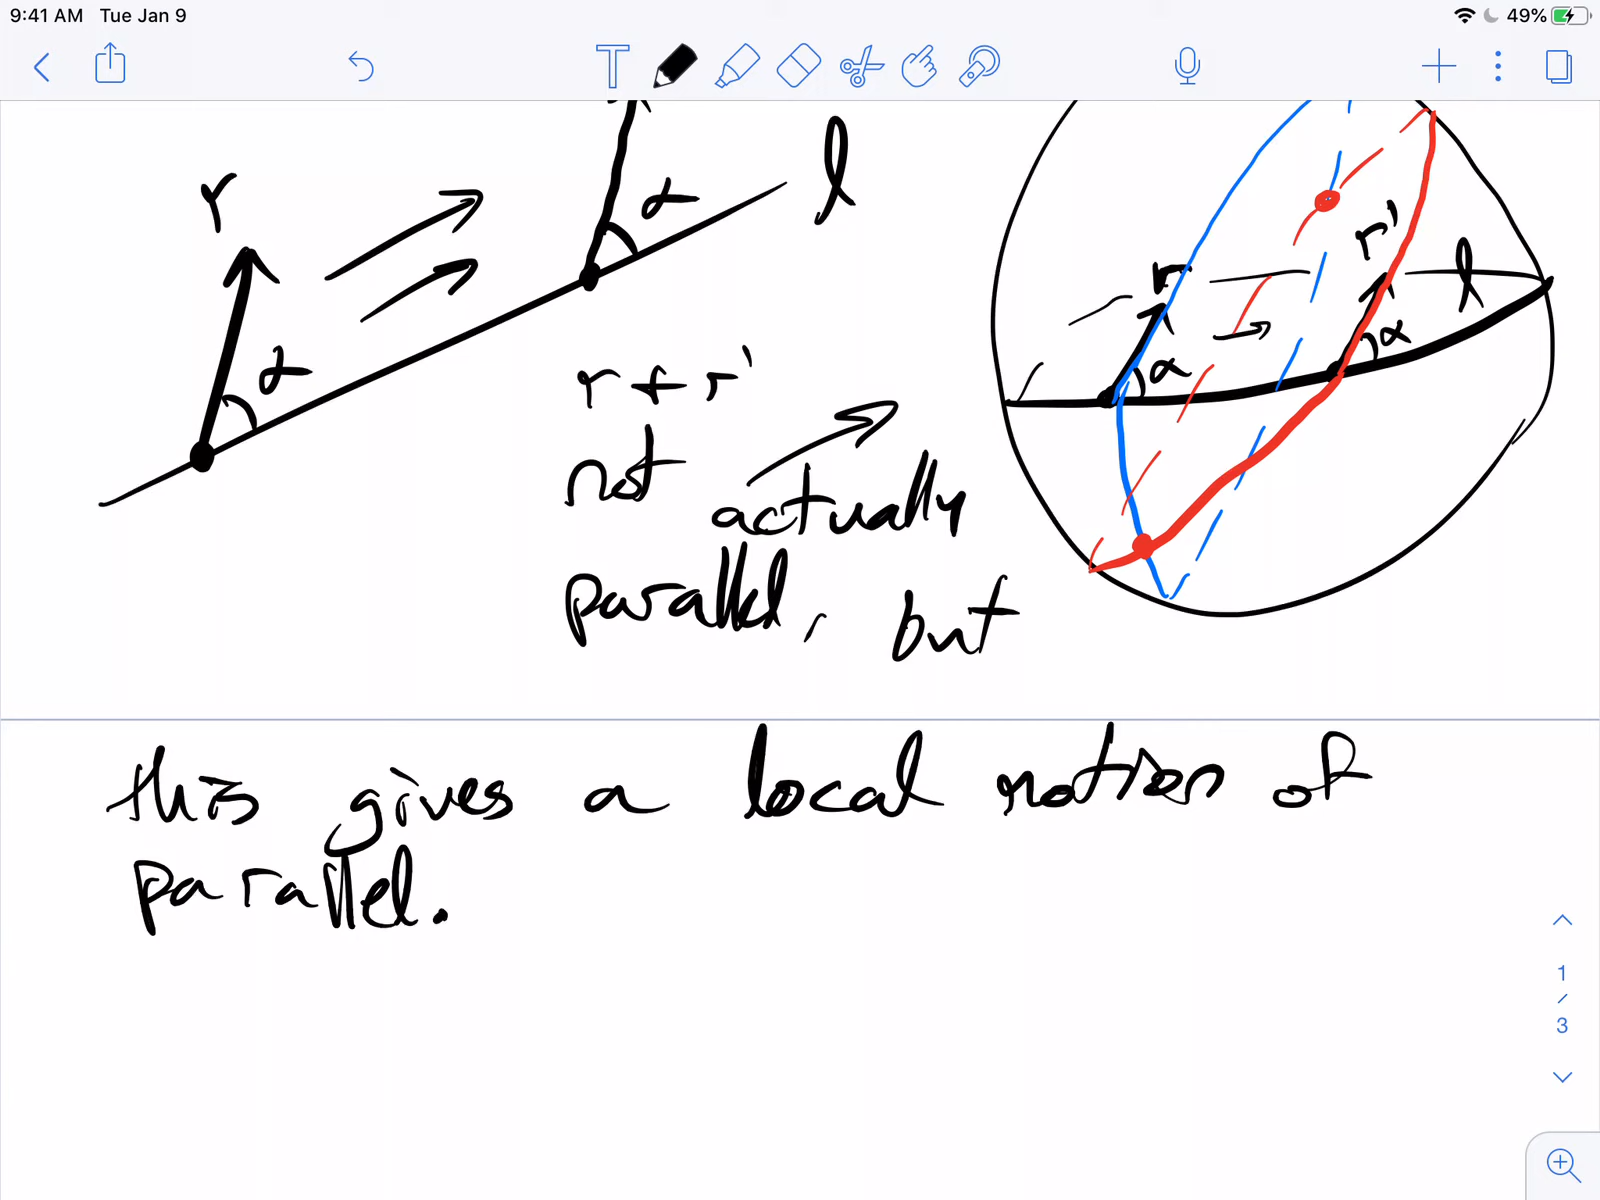 9:41 AM Tue Jan 9
49%
T
l
r
α
α
r'
r
l
α
α
r + r'
not
actually
parallel, but
this gives a local notion of
parallel.
1
/
3